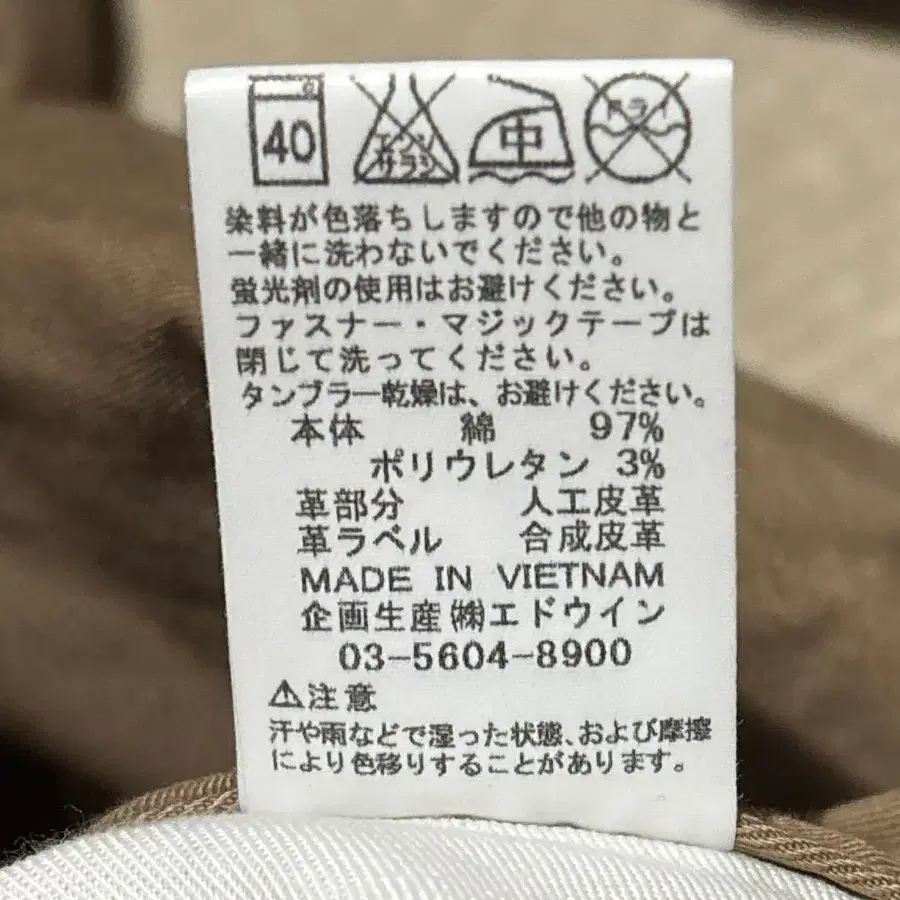 40
エンソ
サラシ
中
ドライ
染料が色落ちしますので他の物と
一緒に洗わないでください。
蛍光剤の使用はお避けください。
ファスナー・マジックテープは
閉じて洗ってください。
タンブラー乾燥は、お避けください。
本体 綿 97%
ポリウレタン 3%
革部分 人工皮革
革ラベル 合成皮革
MADE IN VIETNAM
企画生産㈱エドウイン
03-5604-8900
⚠注意
汗や雨などで湿った状態、および摩擦
により色移りすることがあります。